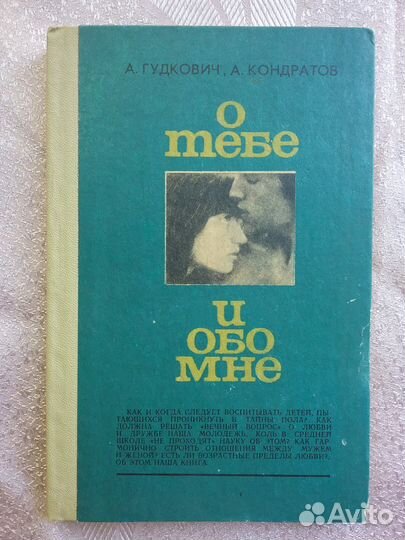 А. ГУДКОВИЧ, А. КОНДРАТОВ
О
ТЕБЕ
И
ОБО
МНЕ
КАК И КОГДА СЛЕДУЕТ ВОСПИТЫВАТЬ ДЕТЕЙ, ПЫ-
ТАЮЩИХСЯ ПРОНИКНУТЬ В ТАЙНЫ ПОЛА? КАК
ДОЛЖНА РЕШАТЬ «ВЕЧНЫЙ ВОПРОС» О ЛЮБВИ
И ДРУЖБЕ НАША МОЛОДЕЖЬ, КОЛЬ В СРЕДНЕЙ
ШКОЛЕ «НЕ ПРОХОДЯТ» НАУКУ ОБ ЭТОМ? КАК ГАР-
МОНИЧНО СТРОИТЬ ОТНОШЕНИЯ МЕЖДУ МУЖЕМ
И ЖЕНОЙ? ЕСТЬ ЛИ ВОЗРАСТНЫЕ ПРЕДЕЛЫ ЛЮБВИ?
ОБ ЭТОМ НАША КНИГА.
Avito